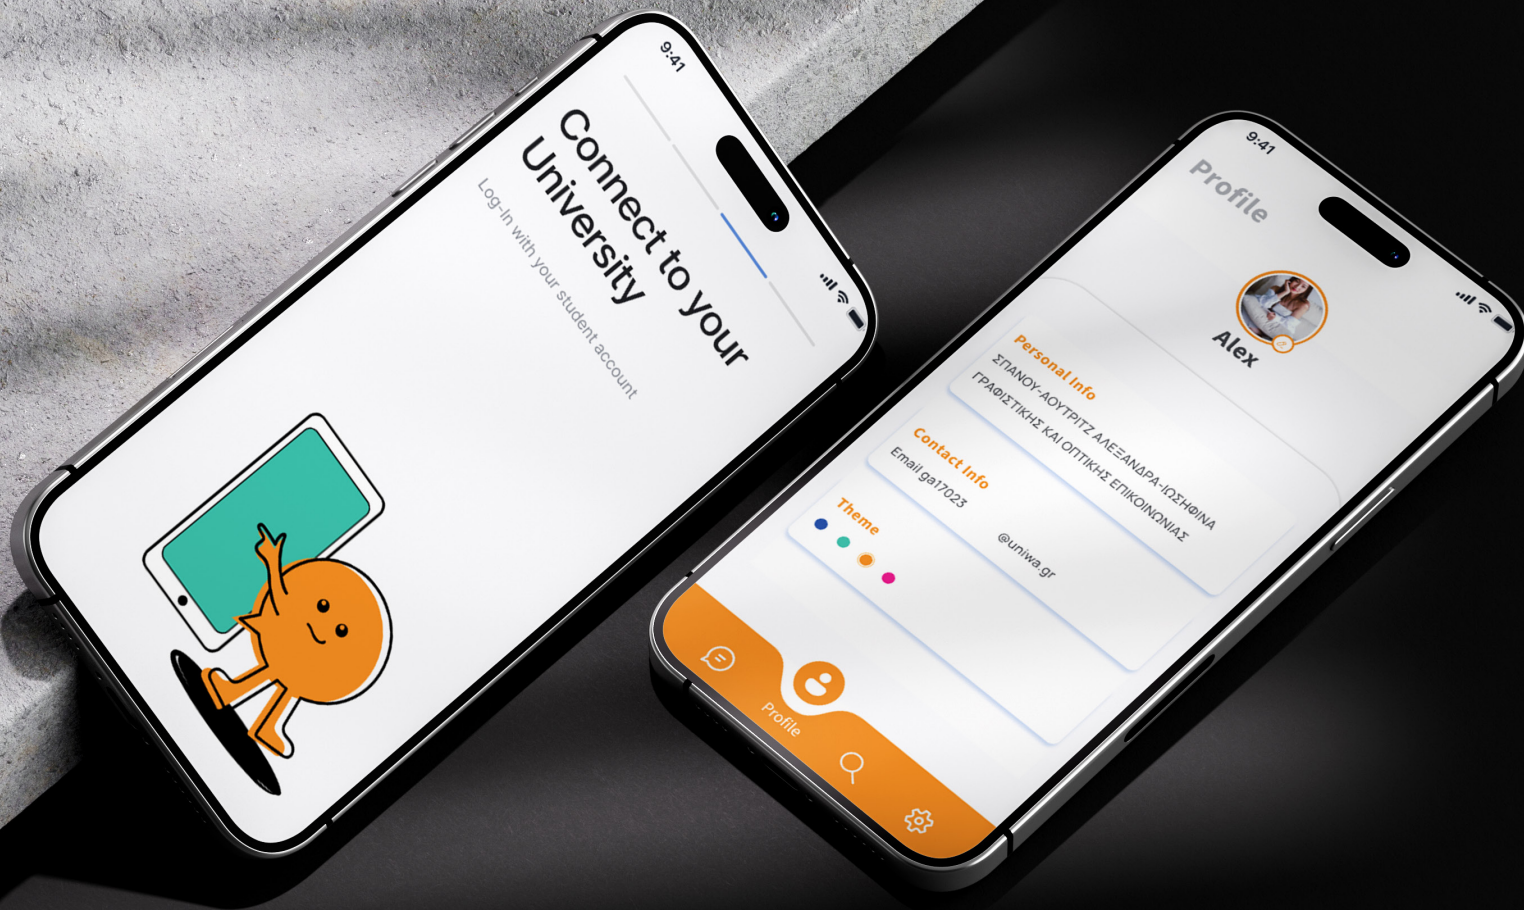 9:41
Connect to your
University
Log-In with your student account
9:41
Profile
Alex
Personal Info
ΣΠΑΝΟΥ-ΛΟΥΤΡΙΤΖ ΑΛΕΞΑΝΔΡΑ-ΙΩΣΗΦΙΝΑ
ΓΡΑΦΙΣΤΙΚΗΣ ΚΑΙ ΟΠΤΙΚΗΣ ΕΠΙΚΟΙΝΩΝΙΑΣ
Contact Info
Email ga17023 @uniwa.gr
Theme
Profile